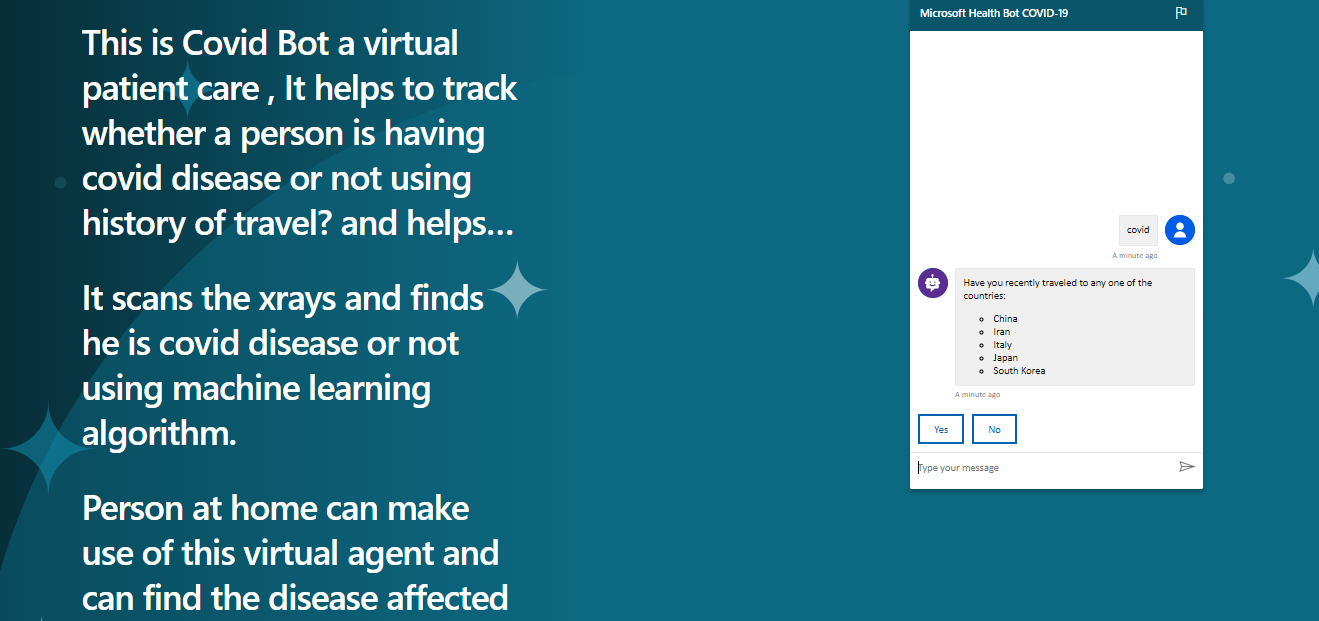 This is Covid Bot a virtual
patient care , It helps to track
whether a person is having
covid disease or not using
history of travel? and helps...
It scans the xrays and finds
he is covid disease or not
using machine learning
algorithm.
Person at home can make
use of this virtual agent and
can find the disease affected
Microsoft Health Bot COVID-19
covid
A minute ago
Have you recently traveled to any one of the
countries:
China
Iran
Italy
Japan
South Korea
A minute ago
Yes
No
Type your message